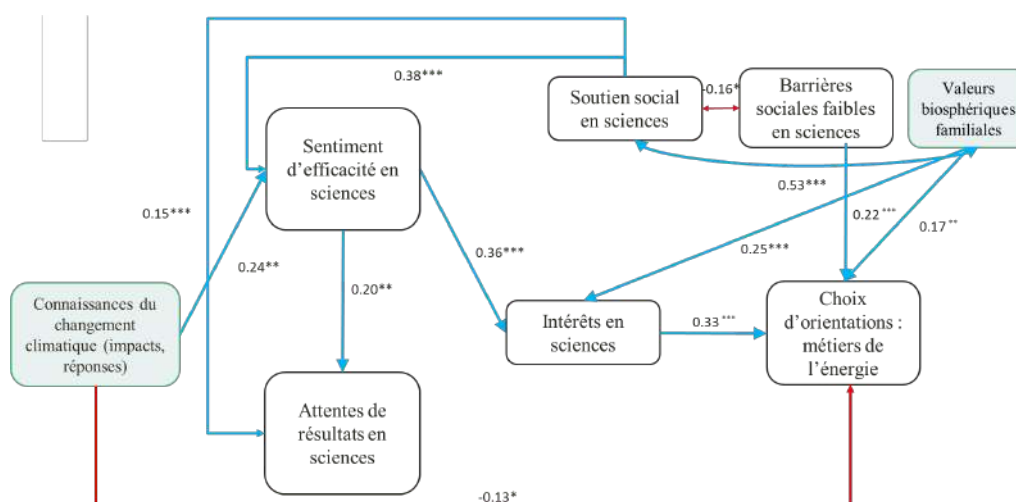 0.38***
Soutien social
en sciences
-0.16*
Barrières
sociales faibles
en sciences
Valeurs
biosphériques
familiales
Sentiment
d'efficacité en
sciences
0.53***
0.15***
0.22***
0.17**
0.24**
0.36***
0.25***
0.20**
Connaissances du
changement
climatique (impacts,
réponses)
Intérêts en
sciences
0.33***
Choix
d'orientations :
métiers de
l'énergie
Attentes de
résultats en
sciences
-0.13*